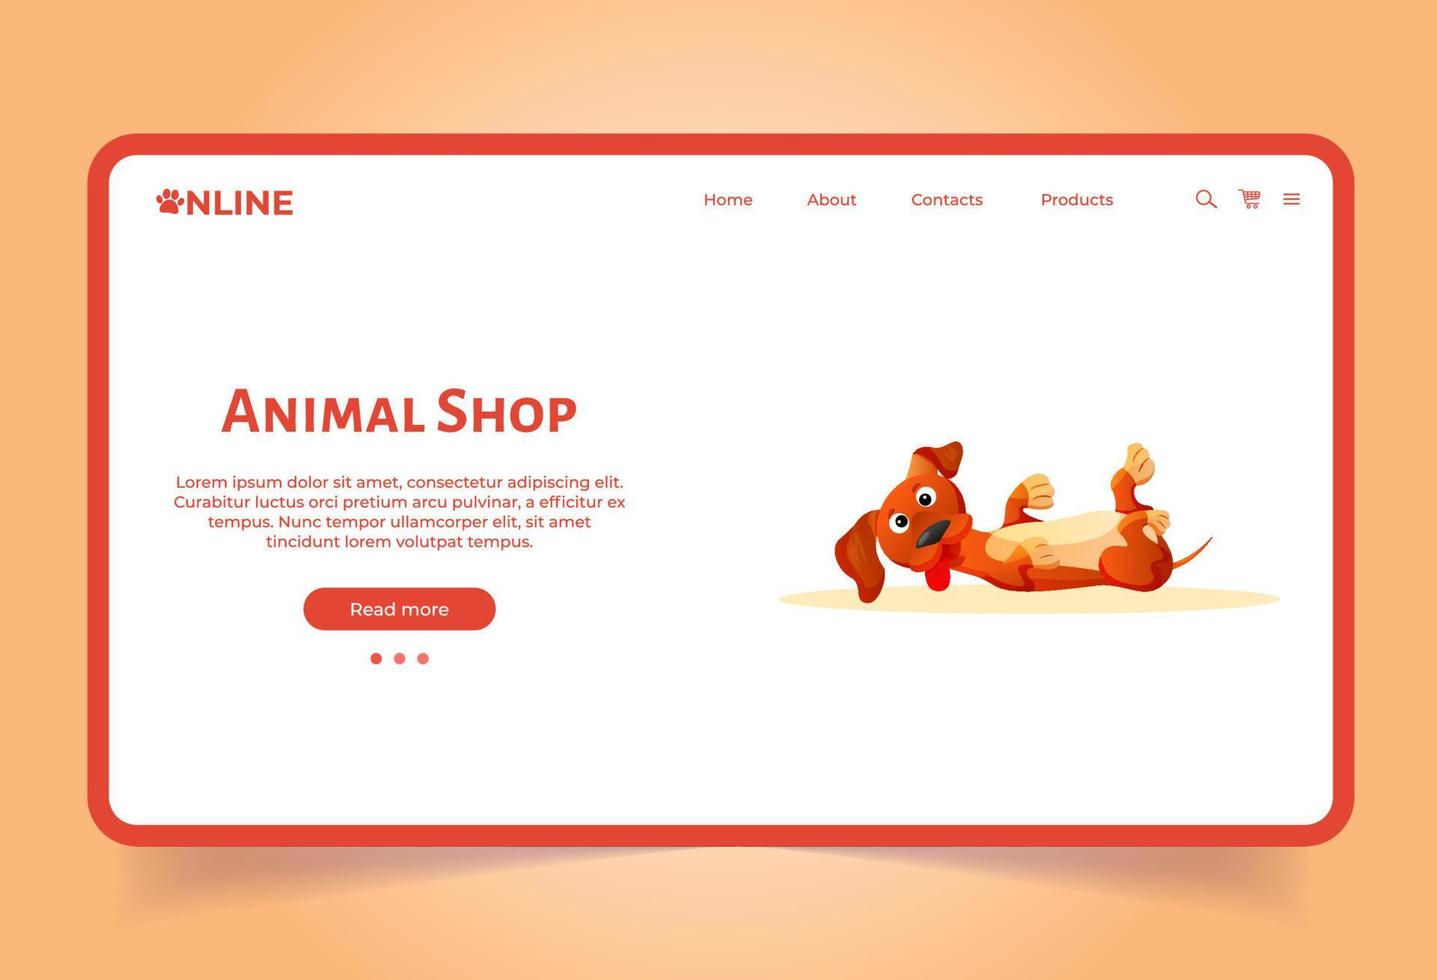 NLINE
Home About Contacts Products
Animal Shop
Lorem ipsum dolor sit amet, consectetur adipiscing elit.
Curabitur luctus orci pretium arcu pulvinar, a efficitur ex
tempus. Nunc tempor ullamcorper elit, sit amet
tincidunt lorem volutpat tempus.
Read more